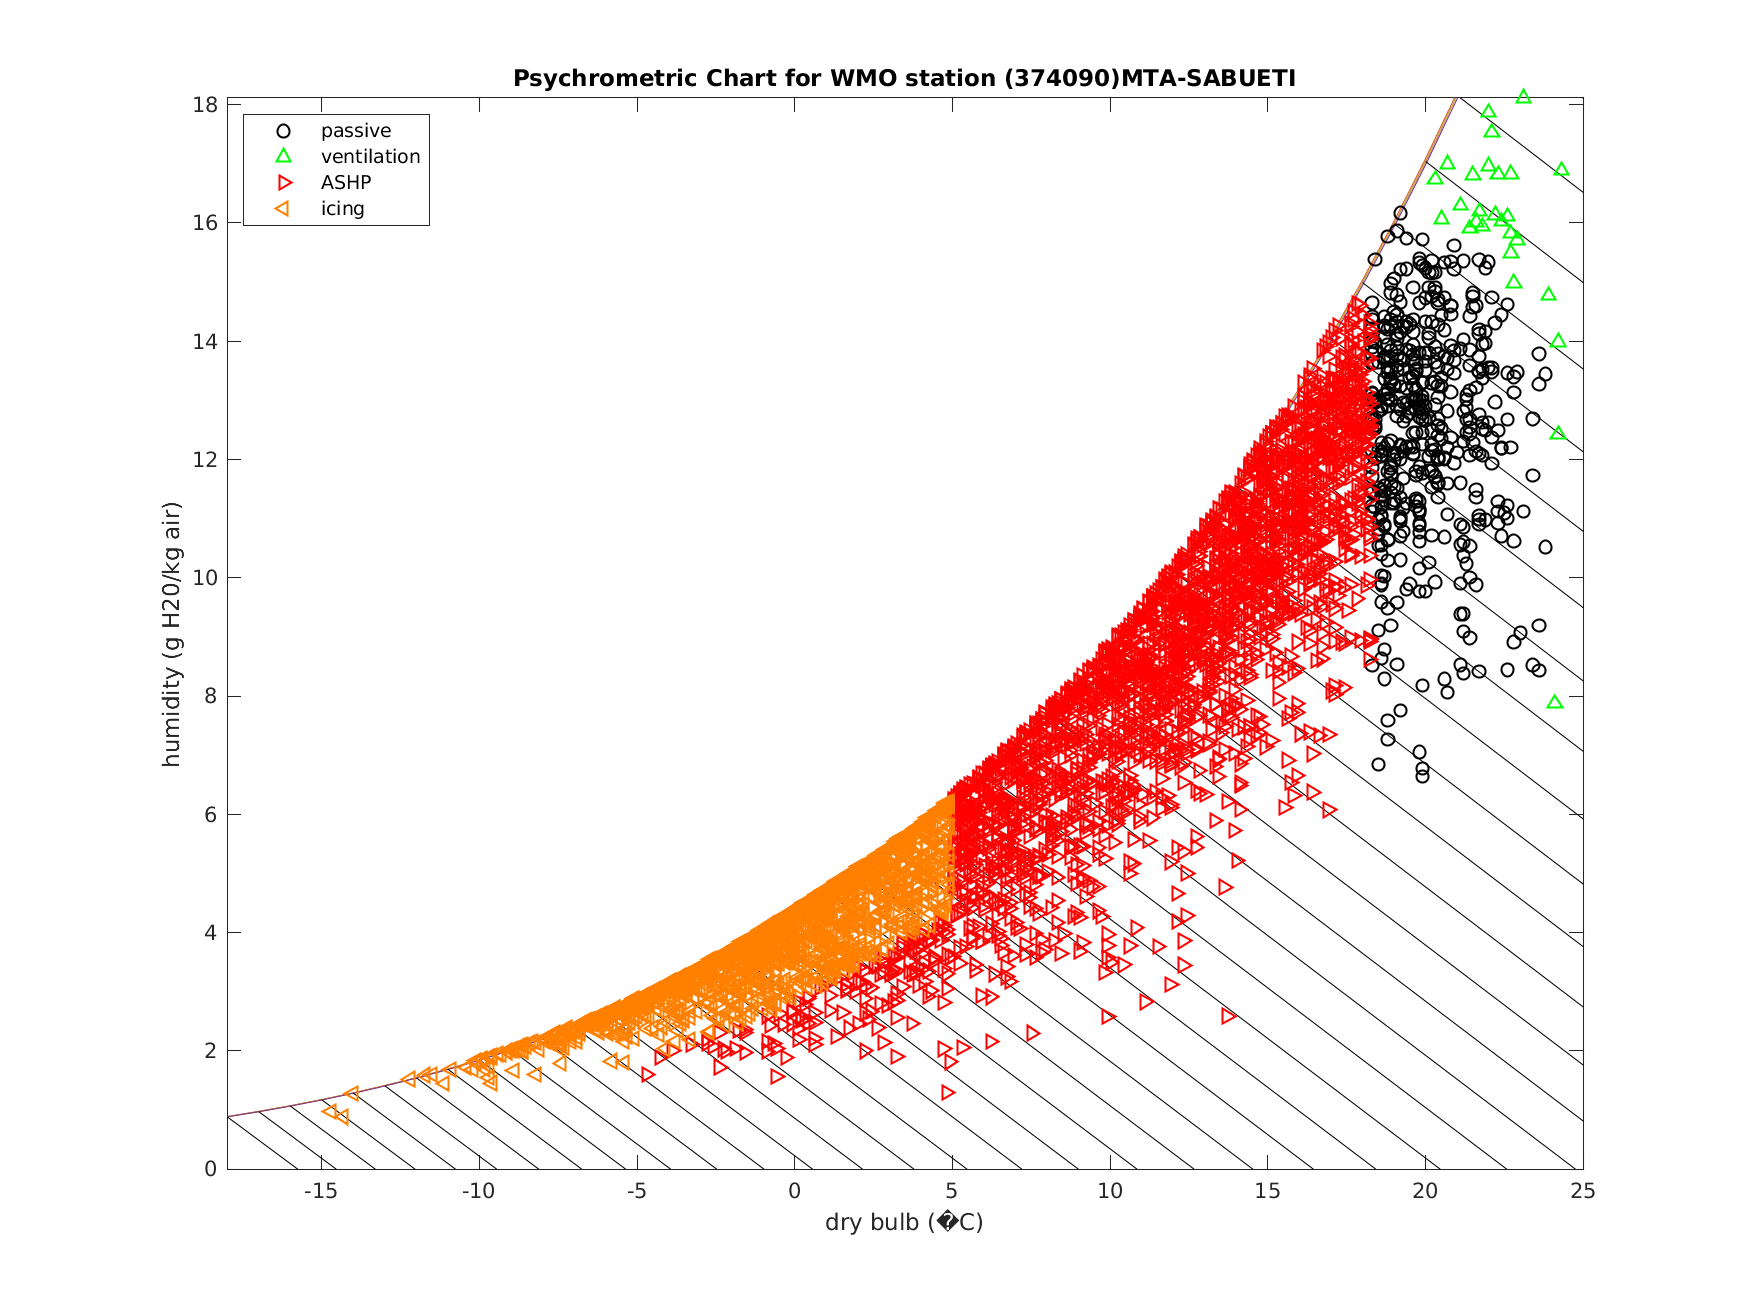 Psychrometric Chart for WMO station (374090)MTA-SABUETI
passive
ventilation
ASHP
icing
18
16
14
12
10
8
6
4
2
0
humidity (g H20/kg air)
-15
-10
-5
0
5
10
15
20
25
dry bulb (�C)